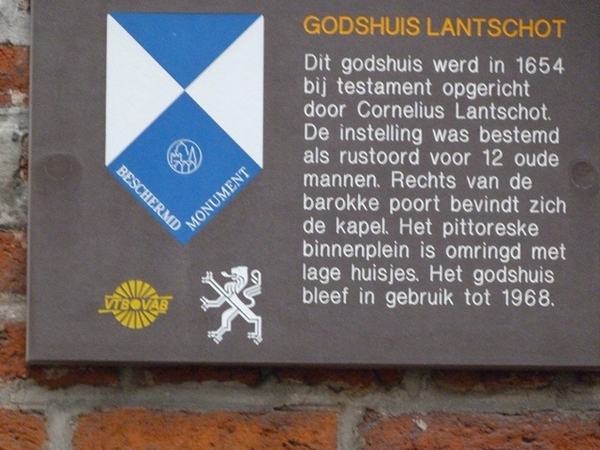 GODSHUIS LANTSCHOT
Dit godshuis werd in 1654
bij testament opgericht
door Cornelius Lantschot.
De instelling was bestemd
als rustoord voor 12 oude
mannen. Rechts van de
barokke poort bevindt zich
de kapel. Het pittoreske
binnenplein is omringd met
lage huisjes. Het godshuis
bleef in gebruik tot 1968.
BESCHERMD
MONUMENT
VTB VAB